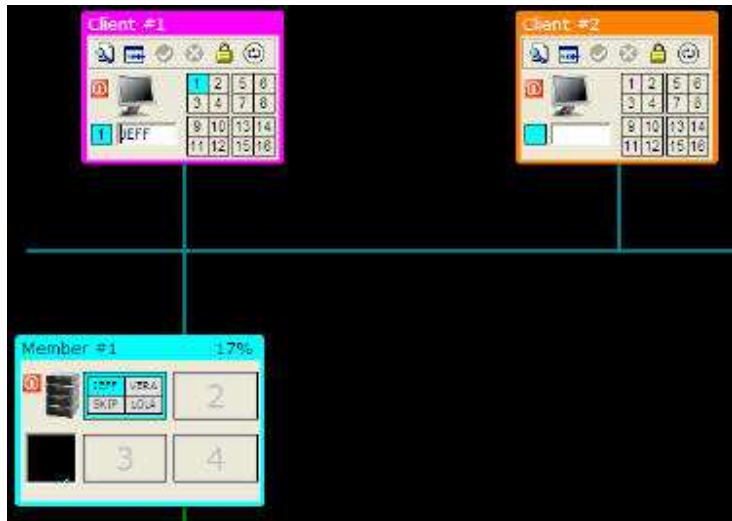 Client #1
1 2 5 6
3 4 7 8
1 JEFF
9 10 13 14
11 12 15 16
Client #2
1 2 5 6
3 4 7 8
9 10 13 14
11 12 15 16
Member #1 17%
JEFF VERA
SKIP LOLA
2
3 4